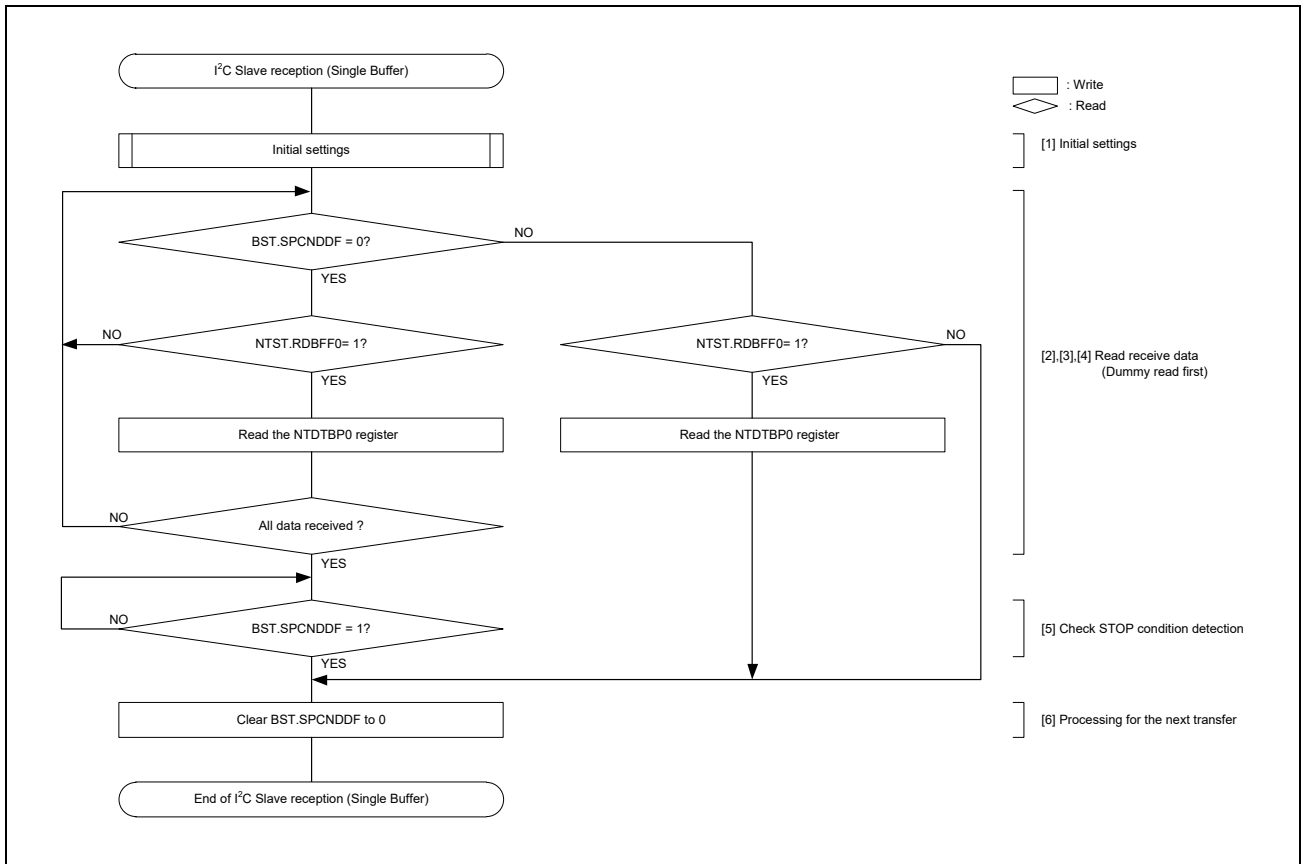 I²C Slave reception (Single Buffer)
: Write
: Read
Initial settings
[1] Initial settings
BST.SPCNDDF = 0?
NO
YES
NO
NTST.RDBFF0= 1?
NTST.RDBFF0= 1?
NO
YES
YES
[2],[3],[4] Read receive data
(Dummy read first)
Read the NTDTBP0 register
Read the NTDTBP0 register
NO
All data received ?
YES
NO
BST.SPCNDDF = 1?
[5] Check STOP condition detection
YES
Clear BST.SPCNDDF to 0
[6] Processing for the next transfer
End of I²C Slave reception (Single Buffer)